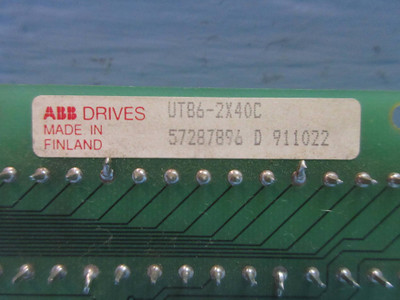 ABB DRIVES UTB6-2X40C
MADE IN 57287896 D 911022
FINLAND